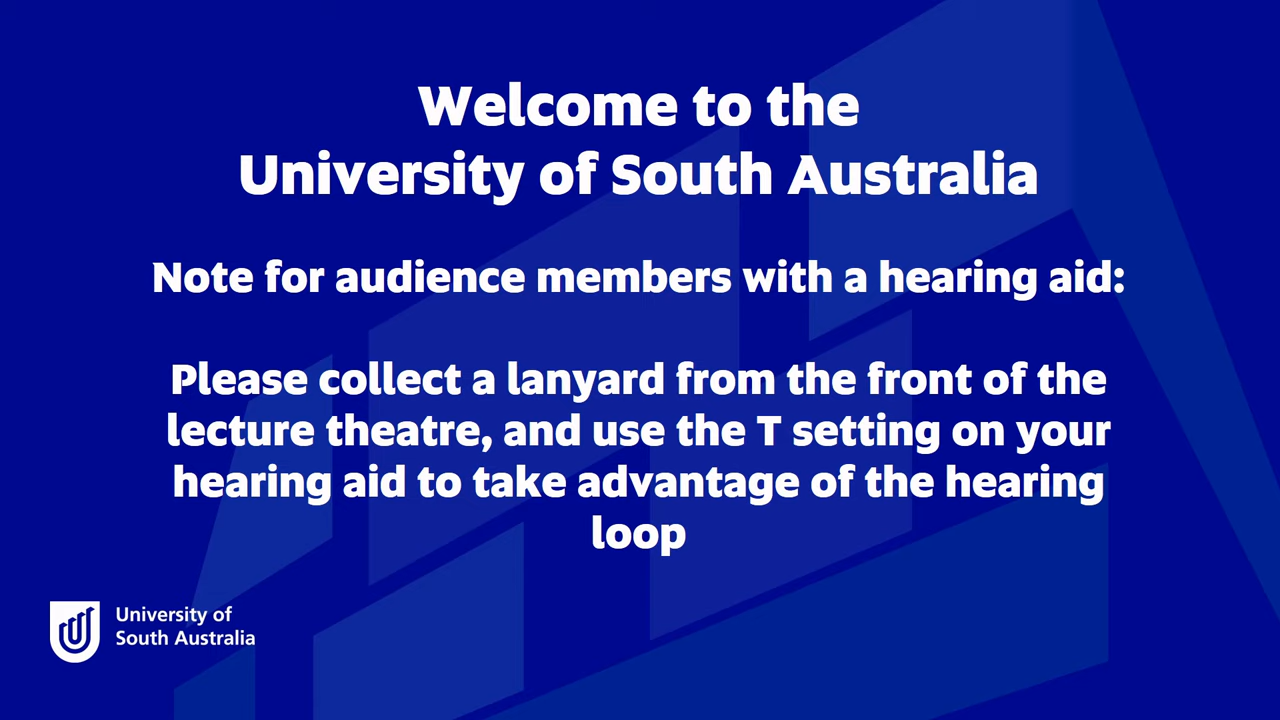 Welcome to the
University of South Australia
Note for audience members with a hearing aid:
Please collect a lanyard from the front of the
lecture theatre, and use the T setting on your
hearing aid to take advantage of the hearing
loop
University of
South Australia